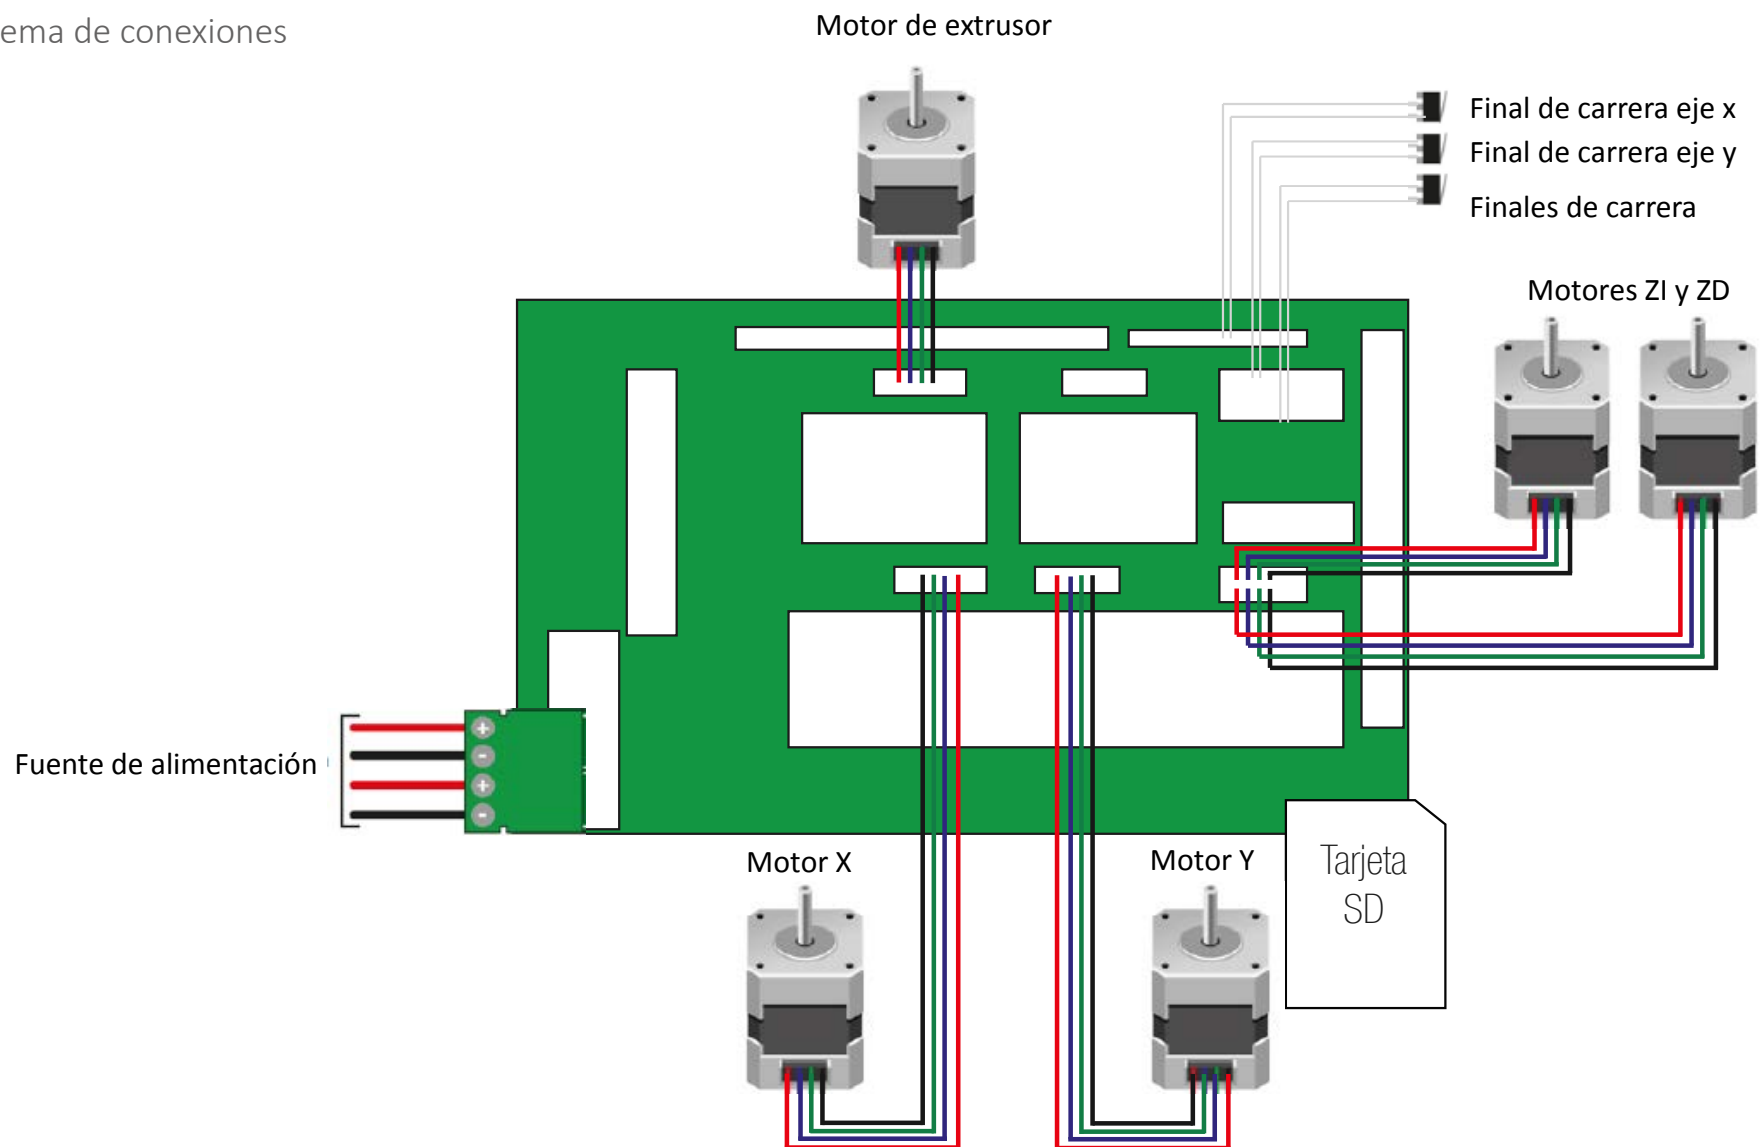 ema de conexiones
Motor de extrusor
Final de carrera eje x
Final de carrera eje y
Finales de carrera
Motores ZI y ZD
Fuente de alimentación
+
-
+
-
Motor X
Motor Y
Tarjeta
SD